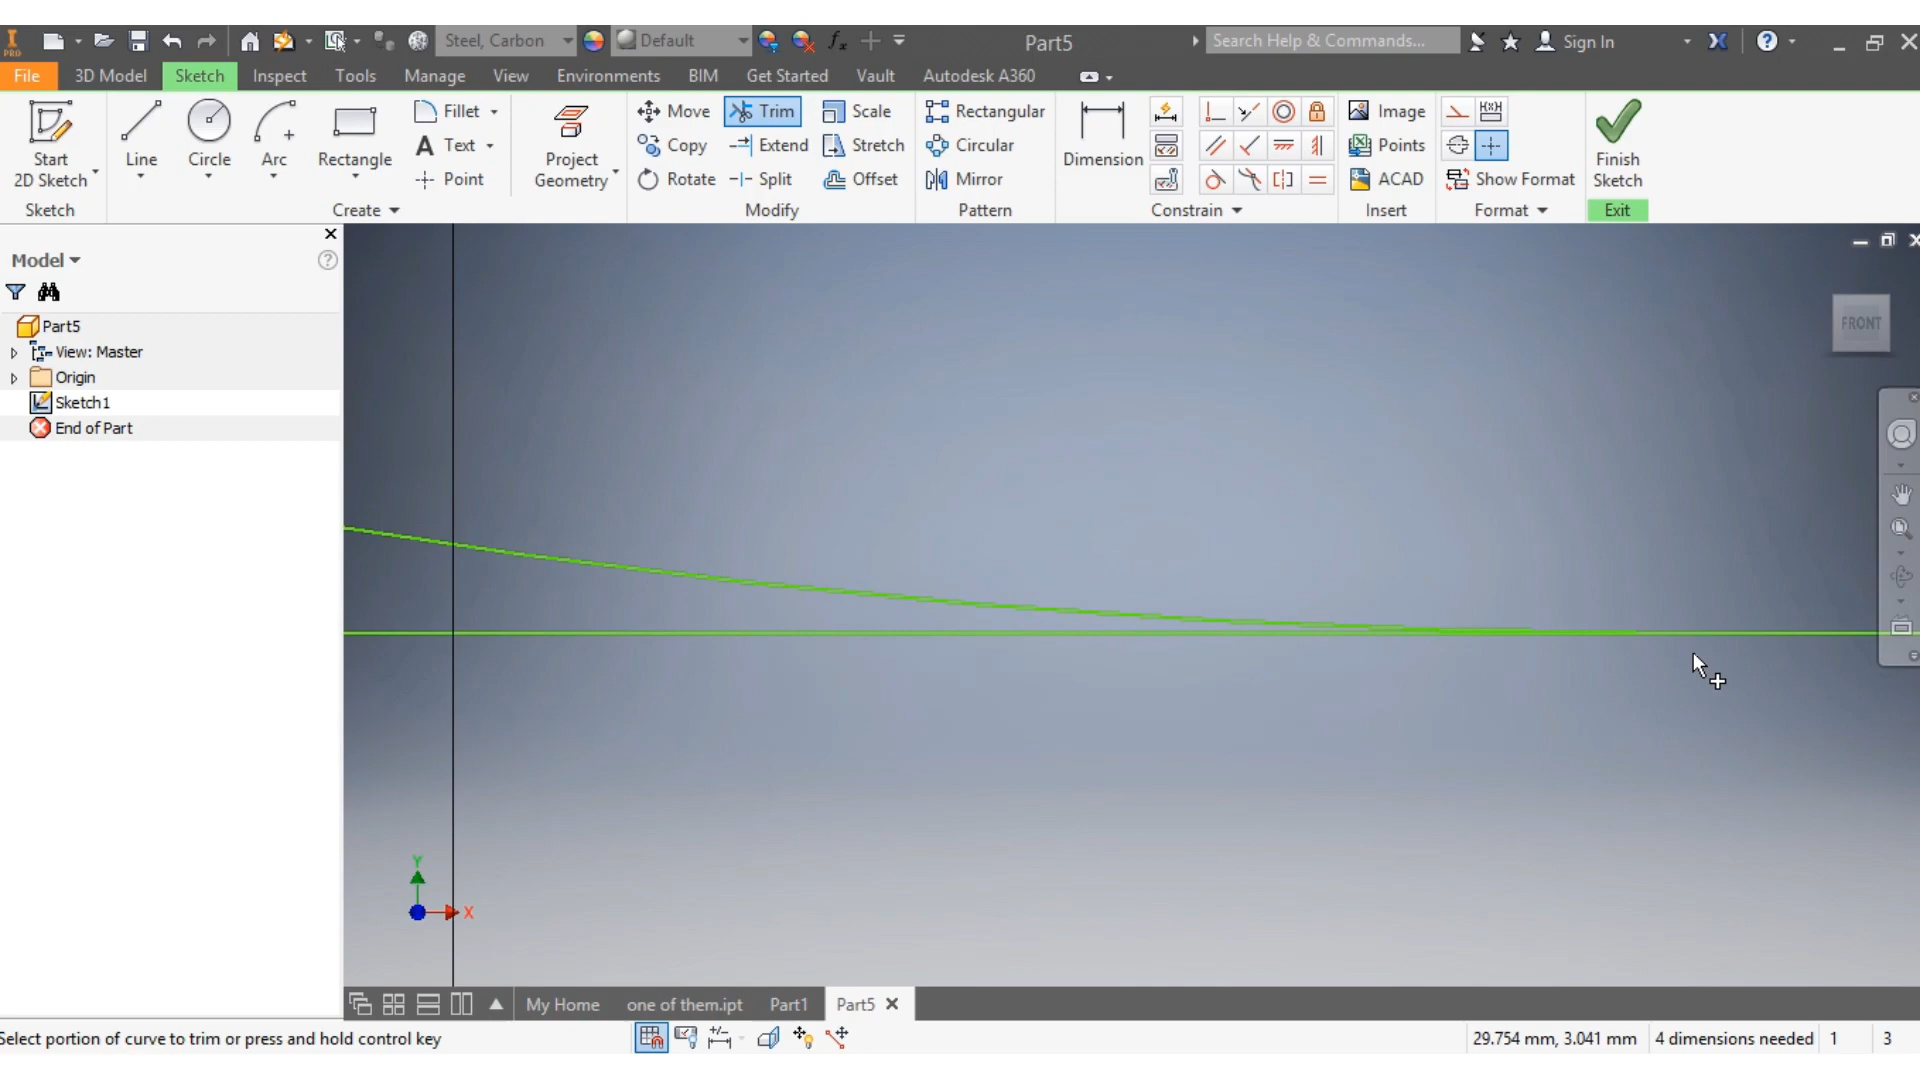 PRO
Steel, Carbon
Default
Part5
Search Help & Commands...
Sign In
File
3D Model
Sketch
Inspect
Tools
Manage
View
Environments
BIM
Get Started
Vault
Autodesk A360
Start
2D Sketch
Sketch
Line
Circle
Arc
Rectangle
Fillet
Text
Point
Create
Project
Geometry
Move
Copy
Rotate
Trim
Extend
Split
Scale
Stretch
Offset
Modify
Rectangular
Circular
Mirror
Pattern
Dimension
Constrain
Image
Points
ACAD
Insert
Show Format
Format
Finish
Sketch
Exit
Model
Part5
View: Master
Origin
Sketch1
End of Part
FRONT
Y
X
My Home
one of them.ipt
Part1
Part5
Select portion of curve to trim or press and hold control key
29.754 mm, 3.041 mm
4 dimensions needed
1
3